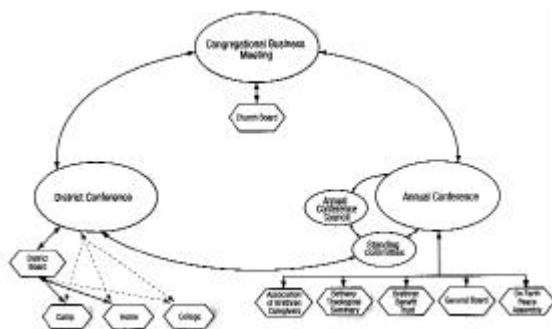 Congregational Business
Meeting
Church Board
District Conference
Annual
Conference
Council
Annual Conference
Standing
Committee
District
Board
Camp
Home
College
Association of Brethren
Caregivers
Bethany
Theological
Seminary
Brethren
Benefit
Trust
General Board
On Earth
Peace
Assembly